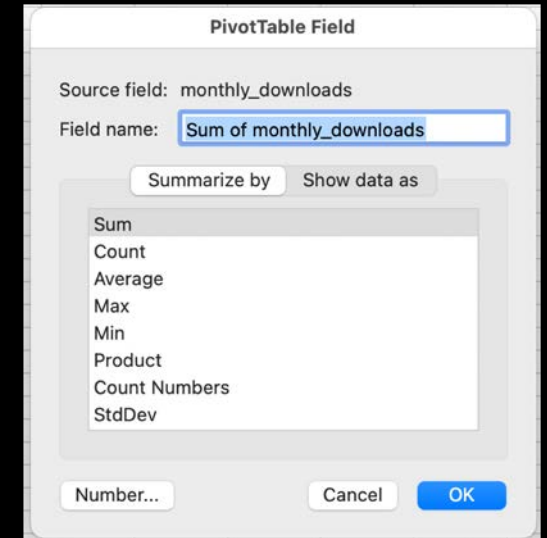 PivotTable Field
Source field: monthly_downloads
Field name: Sum of monthly_downloads
Summarize by Show data as
Sum
Count
Average
Max
Min
Product
Count Numbers
StdDev
Number... Cancel OK